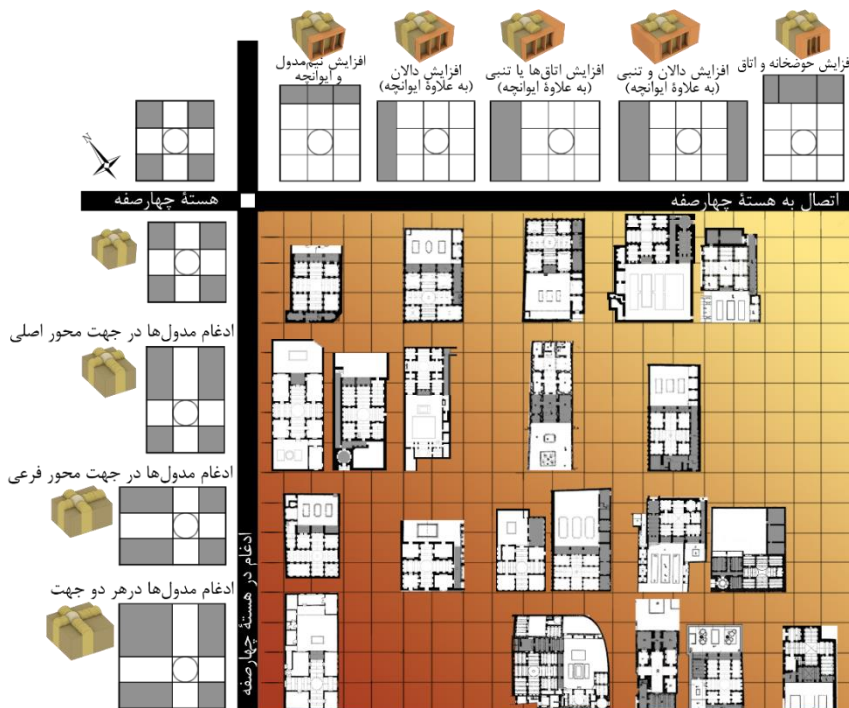 افزایش حوضخانه و اتاق
افزایش دالان و تنبی
(به علاوهٔ ایوانچه)
افزایش اتاق‌ها یا تنبی
(به علاوهٔ ایوانچه)
افزایش دالان
(به علاوهٔ ایوانچه)
افزایش نیم‌مدول
و ایوانچه
N
اتصال به هستهٔ چهارصفه
هستهٔ چهارصفه
ادغام مدول‌ها در جهت محور اصلی
ادغام مدول‌ها در جهت محور فرعی
ادغام مدول‌ها درهر دو جهت
ادغام در هستهٔ چهارصفه